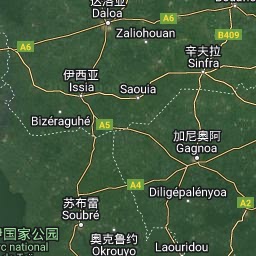 达洛亚
Daloa
A6
Zaliohouan
B409
A6
辛夫拉
Sinfra
伊西亚
Issia
Saouia
Bizéraguhé
A5
加尼奥阿
Gagnoa
A4
Diligépalényoa
A2
苏布雷
Soubré
国家公园
national
奥克鲁约
Okrouyo
Laouridou